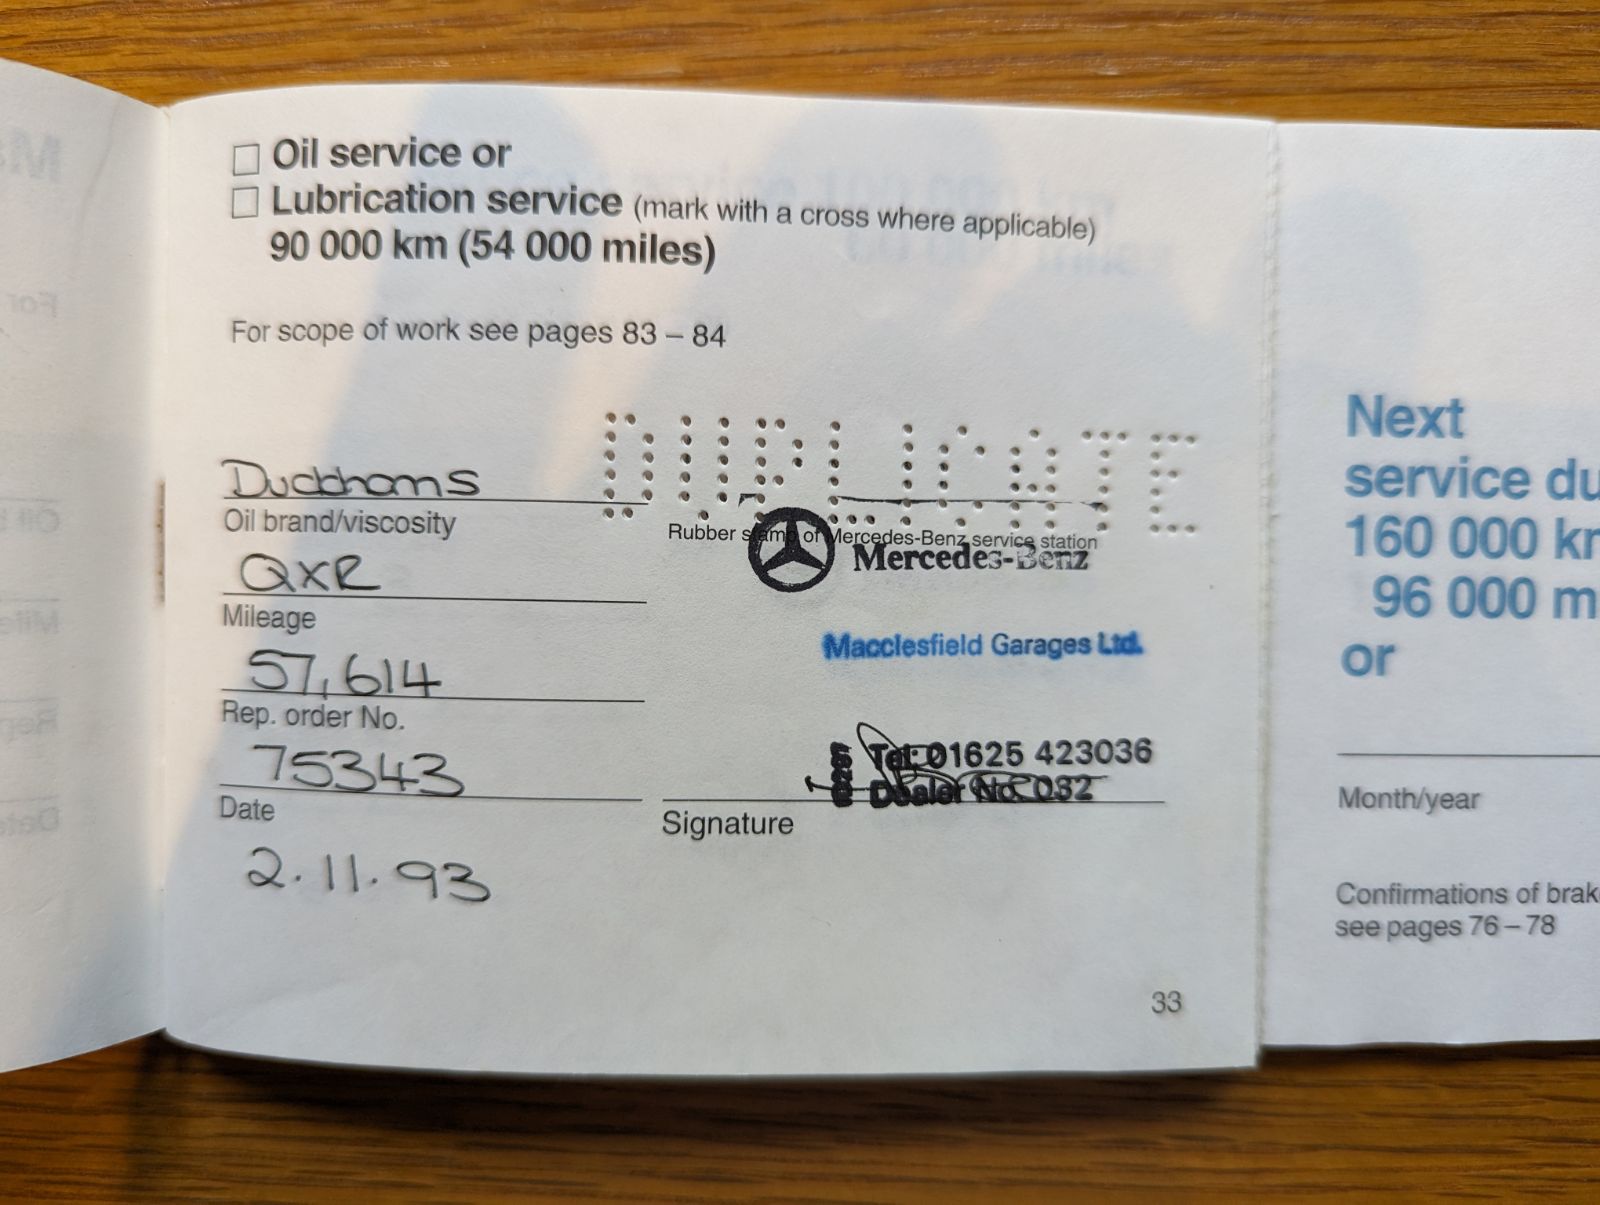 Oil service or
Lubrication service (mark with a cross where applicable)
90 000 km (54 000 miles)
For scope of work see pages 83 – 84
DUPLICATE
Duckhams
Oil brand/viscosity
QXR
Mileage
57,614
Rep. order No.
75343
Date
2.11.93
Rubber stamp of Mercedes-Benz service station
Mercedes-Benz
Macclesfield Garages Ltd.
Tel: 01625 423036
Dealer No. 032
Signature
33
Next
service du
160 000 km
96 000 m
or
Month/year
Confirmations of brak
see pages 76 – 78